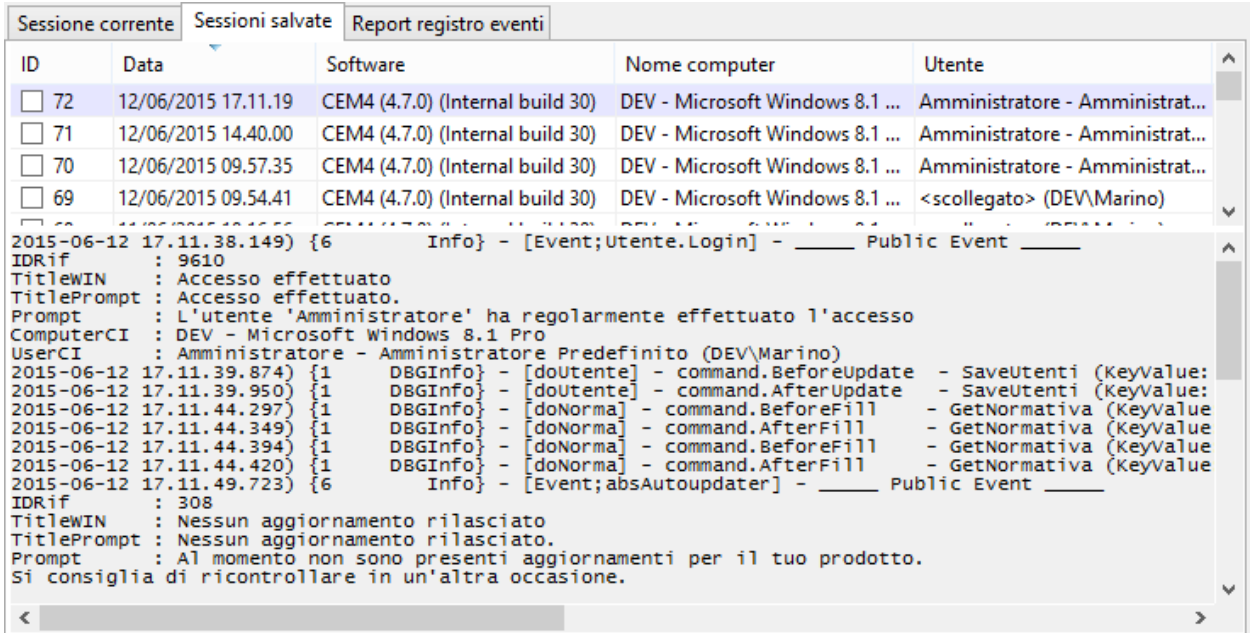 Sessione corrente Sessioni salvate Report registro eventi
ID Data Software Nome computer Utente
72 12/06/2015 17.11.19 CEM4 (4.7.0) (Internal build 30) DEV - Microsoft Windows 8.1 ... Amministratore - Amministrat...
71 12/06/2015 14.40.00 CEM4 (4.7.0) (Internal build 30) DEV - Microsoft Windows 8.1 ... Amministratore - Amministrat...
70 12/06/2015 09.57.35 CEM4 (4.7.0) (Internal build 30) DEV - Microsoft Windows 8.1 ... Amministratore - Amministrat...
69 12/06/2015 09.54.41 CEM4 (4.7.0) (Internal build 30) DEV - Microsoft Windows 8.1 ... <scollegato> (DEV\Marino)
2015-06-12 17.11.38.149) {6 Info} - [Event;Utente.Login] - _____ Public Event _____
IDRif : 9610
TitleWIN : Accesso effettuato
TitlePrompt : Accesso effettuato.
Prompt : L'utente 'Amministratore' ha regolarmente effettuato l'accesso
ComputerCI : DEV - Microsoft Windows 8.1 Pro
UserCI : Amministratore - Amministratore Predefinito (DEV\Marino)
2015-06-12 17.11.39.874) {1 DBGInfo} - [doUtente] - command.BeforeUpdate - SaveUtenti (KeyValue:
2015-06-12 17.11.39.950) {1 DBGInfo} - [doUtente] - command.AfterUpdate - SaveUtenti (KeyValue:
2015-06-12 17.11.44.297) {1 DBGInfo} - [doNorma] - command.BeforeFill - GetNormativa (KeyValue
2015-06-12 17.11.44.349) {1 DBGInfo} - [doNorma] - command.AfterFill - GetNormativa (KeyValue
2015-06-12 17.11.44.394) {1 DBGInfo} - [doNorma] - command.BeforeFill - GetNormativa (KeyValue
2015-06-12 17.11.44.420) {1 DBGInfo} - [doNorma] - command.AfterFill - GetNormativa (KeyValue
2015-06-12 17.11.49.723) {6 Info} - [Event;absAutoupdater] - _____ Public Event _____
IDRif : 308
TitleWIN : Nessun aggiornamento rilasciato
TitlePrompt : Nessun aggiornamento rilasciato.
Prompt : Al momento non sono presenti aggiornamenti per il tuo prodotto.
Si consiglia di ricontrollare in un'altra occasione.